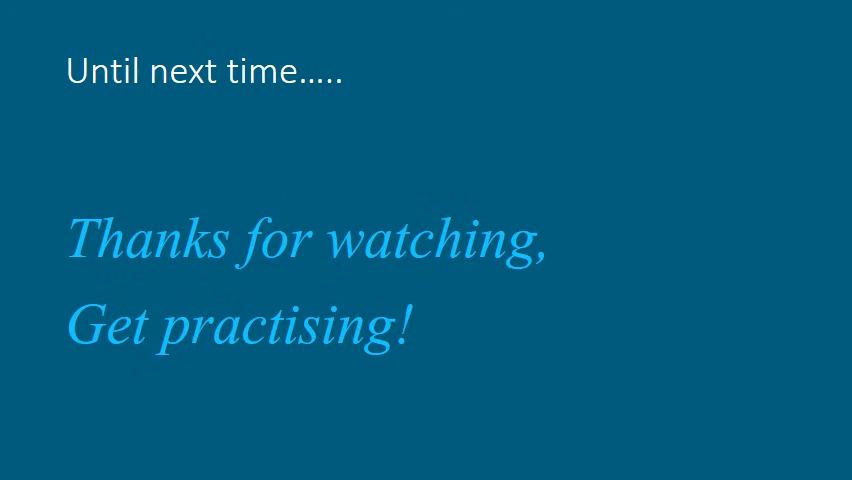 Until next time…..
Thanks for watching,
Get practising!